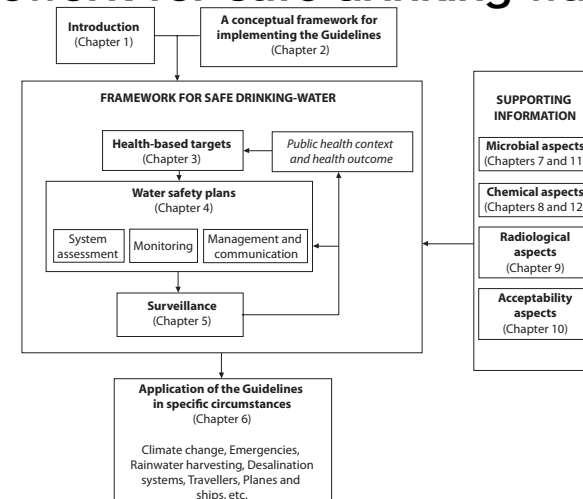 Introduction
(Chapter 1)
A conceptual framework for
implementing the Guidelines
(Chapter 2)
FRAMEWORK FOR SAFE DRINKING-WATER
Health-based targets
(Chapter 3)
Public health context
and health outcome
Water safety plans
(Chapter 4)
System
assessment
Monitoring
Management and
communication
Surveillance
(Chapter 5)
SUPPORTING
INFORMATION
Microbial aspects
(Chapters 7 and 11
Chemical aspects
(Chapters 8 and 12
Radiological
aspects
(Chapter 9)
Acceptability
aspects
(Chapter 10)
Application of the Guidelines
in specific circumstances
(Chapter 6)
Climate change, Emergencies,
Rainwater harvesting, Desalination
systems, Travellers, Planes and
ships, etc.